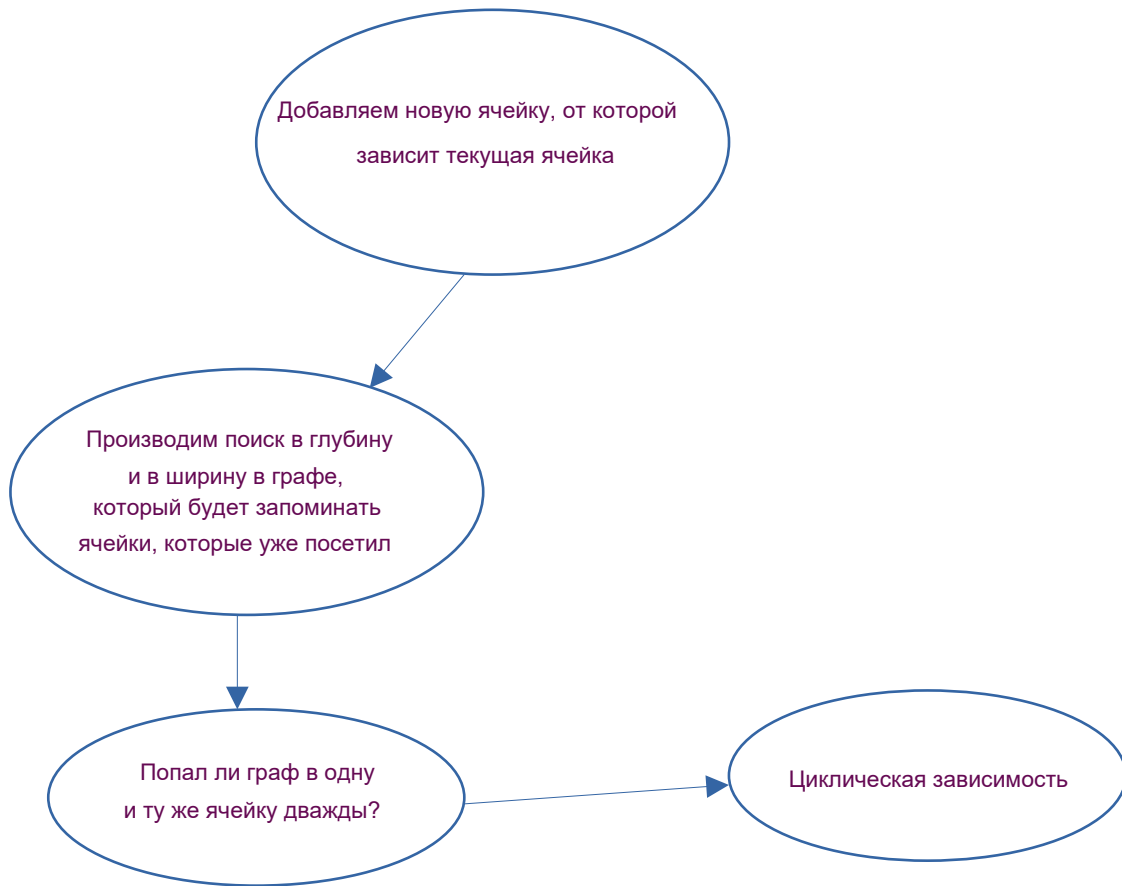 Добавляем новую ячейку, от которой
зависит текущая ячейка
Производим поиск в глубину
и в ширину в графе,
который будет запоминать
ячейки, которые уже посетил
Попал ли граф в одну
и ту же ячейку дважды?
Циклическая зависимость